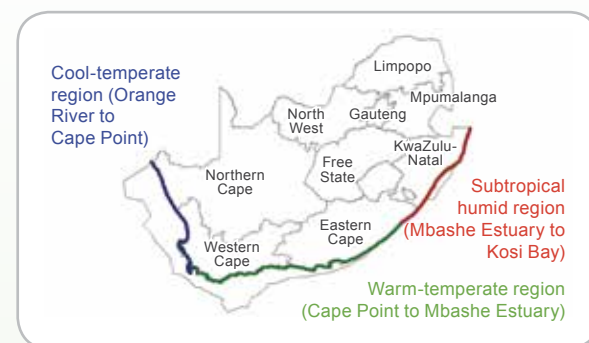 Cool-temperate
region (Orange
River to
Cape Point)
Limpopo
Mpumalanga
North
West
Gauteng
KwaZulu-
Natal
Free
State
Northern
Cape
Eastern
Cape
Western
Cape
Subtropical
humid region
(Mbashe Estuary to
Kosi Bay)
Warm-temperate region
(Cape Point to Mbashe Estuary)